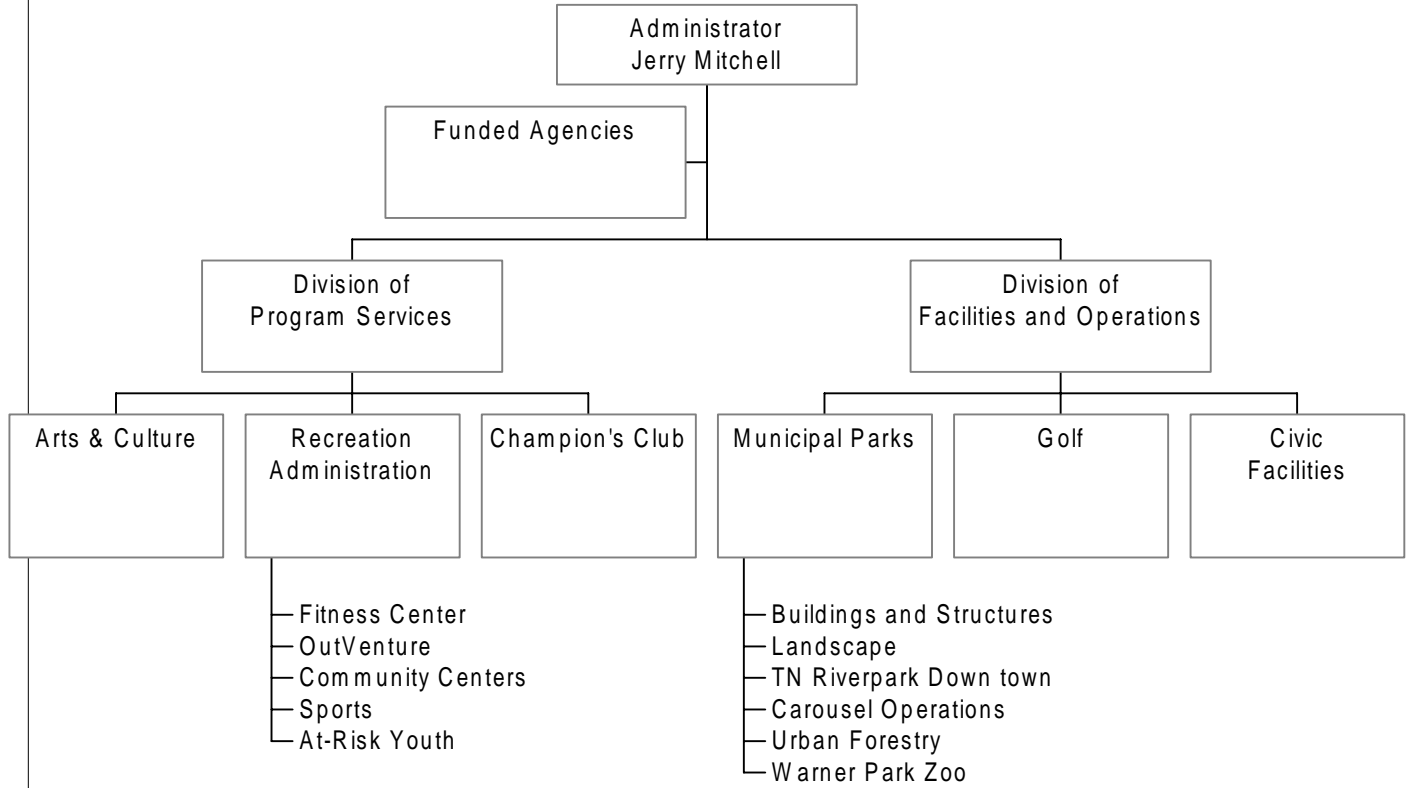 Administrator
Jerry Mitchell
Funded Agencies
Division of
Program Services
Division of
Facilities and Operations
Arts & Culture
Recreation
Administration
Champion's Club
Municipal Parks
Golf
Civic
Facilities
Fitness Center
OutVenture
Community Centers
Sports
At-Risk Youth
Buildings and Structures
Landscape
TN Riverpark Down town
Carousel Operations
Urban Forestry
Warner Park Zoo